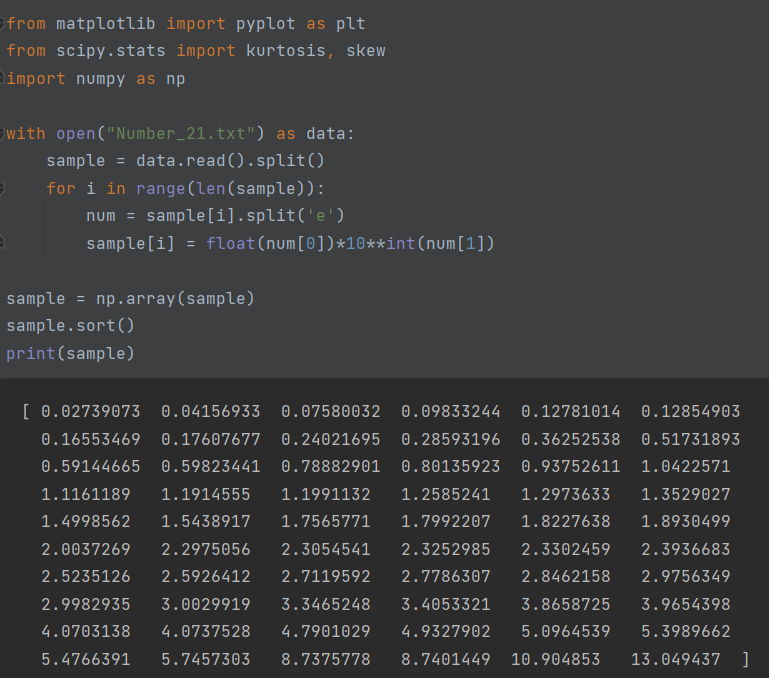 from matplotlib import pyplot as plt
from scipy.stats import kurtosis, skew
import numpy as np
with open("Number_21.txt") as data:
    sample = data.read().split()
    for i in range(len(sample)):
        num = sample[i].split('e')
        sample[i] = float(num[0])*10**int(num[1])
sample = np.array(sample)
sample.sort()
print(sample)
[ 0.02739073 0.04156933 0.07580032 0.09833244 0.12781014 0.12854903
0.16553469 0.17607677 0.24021695 0.28593196 0.36252538 0.51731893
0.59144665 0.59823441 0.78882901 0.80135923 0.93752611 1.0422571
1.1161189 1.1914555 1.1991132 1.2585241 1.2973633 1.3529027
1.4998562 1.5438917 1.7565771 1.7992207 1.8227638 1.8930499
2.0037269 2.2975056 2.3054541 2.3252985 2.3302459 2.3936683
2.5235126 2.5926412 2.7119592 2.7786307 2.8462158 2.9756349
2.9982935 3.0029919 3.3465248 3.4053321 3.8658725 3.9654398
4.0703138 4.0737528 4.7901029 4.9327902 5.0964539 5.3989662
5.4766391 5.7457303 8.7375778 8.7401449 10.904853 13.049437 ]